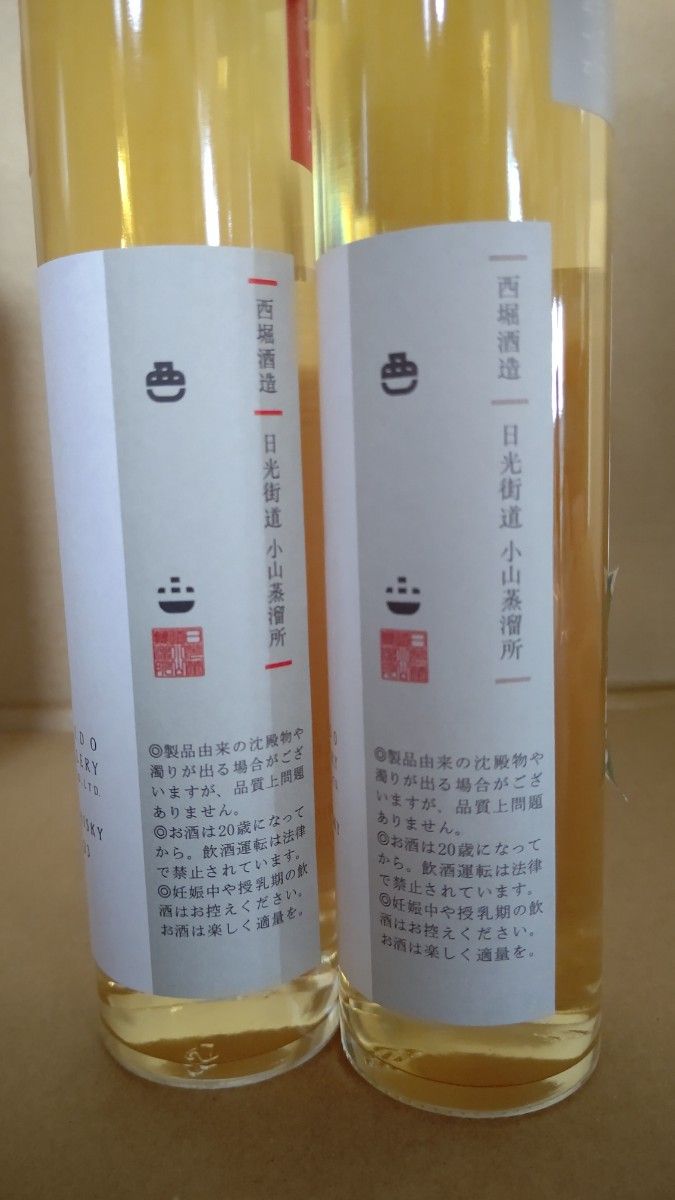 西堀酒造
日光街道 小山蒸溜所
◎製品由来の沈殿物や
濁りが出る場合がござ
いますが、品質上問題
ありません。
◎お酒は20歳になって
から。飲酒運転は法律
で禁止されています。
◎妊娠中や授乳期の飲
酒はお控えください。
お酒は楽しく適量を。
DO
ERY
LTD.
SKY
西堀酒造
日光街道 小山蒸溜所
◎製品由来の沈殿物や
濁りが出る場合がござ
いますが、品質上問題
ありません。
◎お酒は20歳になって
から。飲酒運転は法律
で禁止されています。
◎妊娠中や授乳期の飲
酒はお控えください。
お酒は楽しく適量を。